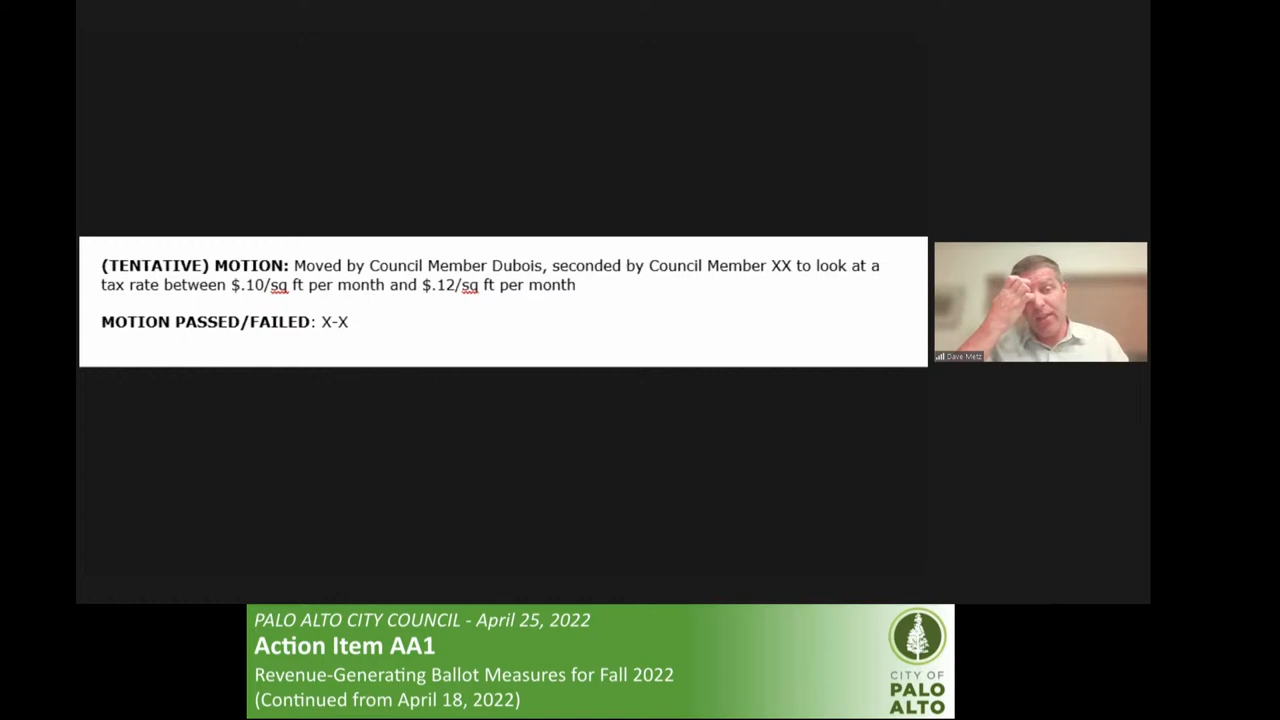 (TENTATIVE) MOTION: Moved by Council Member Dubois, seconded by Council Member XX to look at a
tax rate between $.10/sq ft per month and $.12/sq ft per month
MOTION PASSED/FAILED: X-X
Dave Metz
PALO ALTO CITY COUNCIL - April 25, 2022
Action Item AA1
Revenue-Generating Ballot Measures for Fall 2022
(Continued from April 18, 2022)
CITY OF
PALO
ALTO